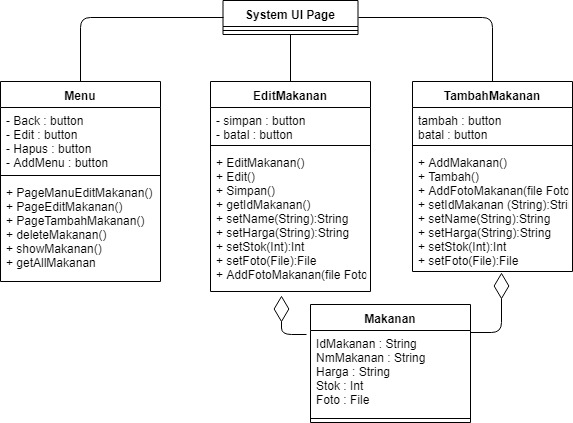 System UI Page
Menu
- Back : button
- Edit : button
- Hapus : button
- AddMenu : button
+ PageManuEditMakanan()
+ PageEditMakanan()
+ PageTambahMakanan()
+ deleteMakanan()
+ showMakanan()
+ getAllMakanan
EditMakanan
- simpan : button
- batal : button
+ EditMakanan()
+ Edit()
+ Simpan()
+ getIdMakanan()
+ setName(String):String
+ setHarga(String):String
+ setStok(Int):Int
+ setFoto(File):File
+ AddFotoMakanan(file Foto
TambahMakanan
tambah : button
batal : button
+ AddMakanan()
+ Tambah()
+ AddFotoMakanan(file Foto
+ setIdMakanan (String):Stri
+ setName(String):String
+ setHarga(String):String
+ setStok(Int):Int
+ setFoto(File):File
Makanan
IdMakanan : String
NmMakanan : String
Harga : String
Stok : Int
Foto : File